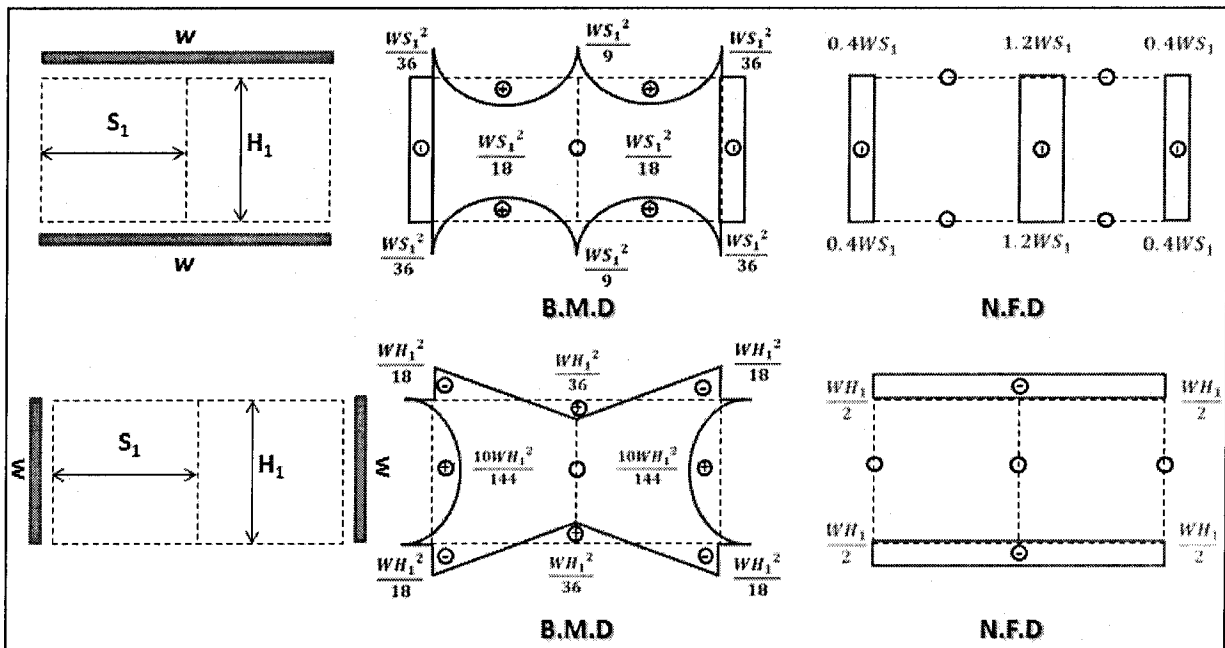 w
S₁
H₁
w
WS₁²/36
WS₁²/9
WS₁²/36
WS₁²/18
WS₁²/18
WS₁²/36
WS₁²/9
WS₁²/36
B.M.D
0.4WS₁
1.2WS₁
0.4WS₁
0.4WS₁
1.2WS₁
0.4WS₁
N.F.D
w
S₁
H₁
w
WH₁²/18
WH₁²/36
WH₁²/18
10WH₁²/144
10WH₁²/144
WH₁²/18
WH₁²/36
WH₁²/18
B.M.D
WH₁/2
WH₁/2
WH₁/2
WH₁/2
N.F.D